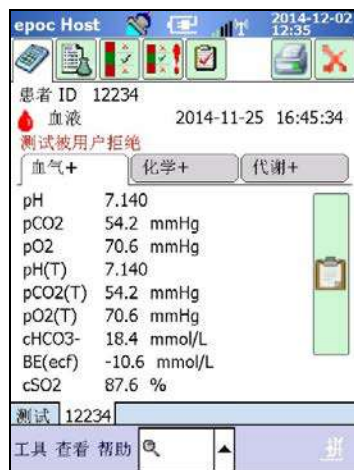 epoc Host 2014-12-02 12:35
患者 ID 12234
血液 2014-11-25 16:45:34
测试被用户拒绝
血气+ 化学+ 代谢+
pH 7.140
pCO2 54.2 mmHg
pO2 70.6 mmHg
pH(T) 7.140
pCO2(T) 54.2 mmHg
pO2(T) 70.6 mmHg
cHCO3- 18.4 mmol/L
BE(ecf) -10.6 mmol/L
cSO2 87.6 %
测试 12234
工具 查看 帮助 拼